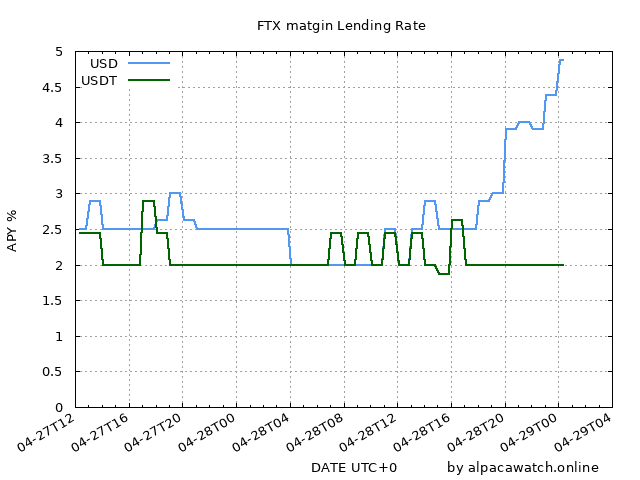 FTX matgin Lending Rate
USD
USDT
5
4.5
4
3.5
3
2.5
2
1.5
1
0.5
0
APY %
04-27T12 04-27T16 04-27T20 04-28T00 04-28T04 04-28T08 04-28T12 04-28T16 04-28T20 04-29T00 04-29T04
DATE UTC+0 by alpacawatch.online